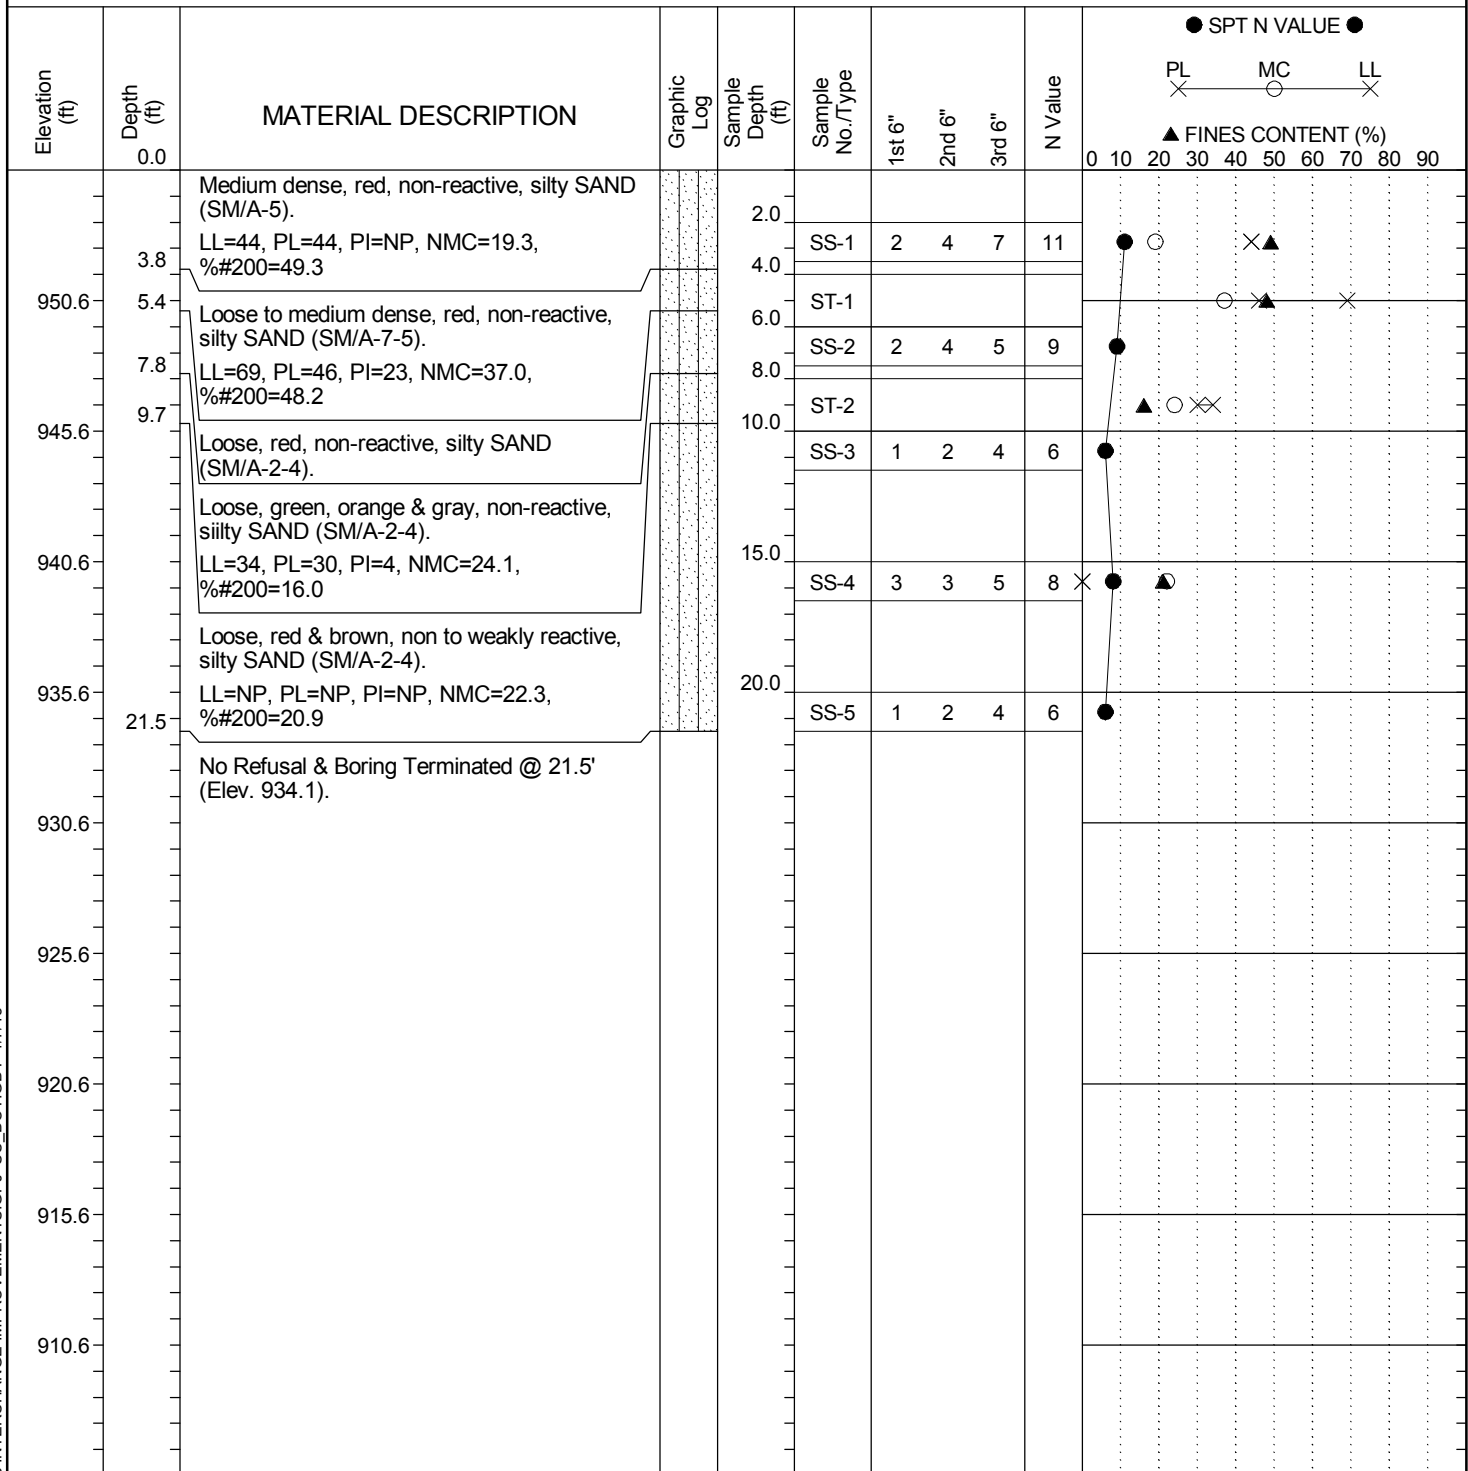 ● SPT N VALUE ●
PL MC LL
▲ FINES CONTENT (%)
Elevation (ft)
Depth (ft)
MATERIAL DESCRIPTION
Graphic Log
Sample Depth (ft)
Sample No./Type
1st 6"
2nd 6"
3rd 6"
N Value
0.0
0 10 20 30 40 50 60 70 80 90
Medium dense, red, non-reactive, silty SAND
(SM/A-5).
LL=44, PL=44, PI=NP, NMC=19.3,
%#200=49.3
3.8
2.0
SS-1 2 4 7 11
4.0
950.6
5.4
Loose to medium dense, red, non-reactive,
silty SAND (SM/A-7-5).
LL=69, PL=46, PI=23, NMC=37.0,
%#200=48.2
ST-1
6.0
SS-2 2 4 5 9
7.8
8.0
ST-2
9.7
10.0
945.6
Loose, red, non-reactive, silty SAND
(SM/A-2-4).
SS-3 1 2 4 6
Loose, green, orange & gray, non-reactive,
siilty SAND (SM/A-2-4).
LL=34, PL=30, PI=4, NMC=24.1,
%#200=16.0
940.6
15.0
SS-4 3 3 5 8
Loose, red & brown, non to weakly reactive,
silty SAND (SM/A-2-4).
LL=NP, PL=NP, PI=NP, NMC=22.3,
%#200=20.9
935.6
20.0
21.5
SS-5 1 2 4 6
No Refusal & Boring Terminated @ 21.5'
(Elev. 934.1).
930.6
925.6
920.6
915.6
910.6